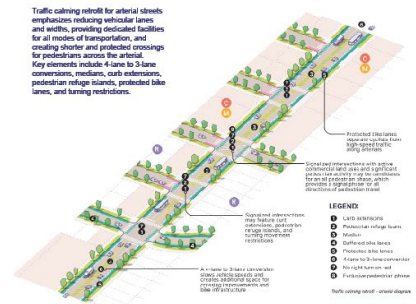 Traffic calming retrofit for arterial streets
emphasizes reducing vehicular lanes
and widths, providing dedicated facilities
for all modes of transportation, and
creating shorter and protected crossings
for pedestrians across the arterial.
Key elements include 4-lane to 3-lane
conversions, medians, curb extensions,
pedestrian refuge islands, protected bike
lanes, and turning restrictions.
Protected bike lanes
separate cyclists from
high-speed traffic
along arterials
Signalized intersections with active
commercial land uses and significant
pedestrian activity may be candidates
for an all pedestrian phase, which
provides a signal phase for all
directions of pedestrian travel
Signalized intersections
may feature curb
extensions, pedestrian
refuge islands, and
turning movement
restrictions
A 4-lane to 3-lane conversion
slows vehicle speeds and
creates additional space for
crossing improvements and
bike infrastructure
LEGEND:
1 Curb extensions
2 Pedestrian refuge island
3 Median
4 Buffered bike lanes
5 Protected bike lanes
6 4-lane to 3-lane conversion
7 No right turn on red
8 Exclusive pedestrian phase
Traffic calming retrofit - arterial diagram